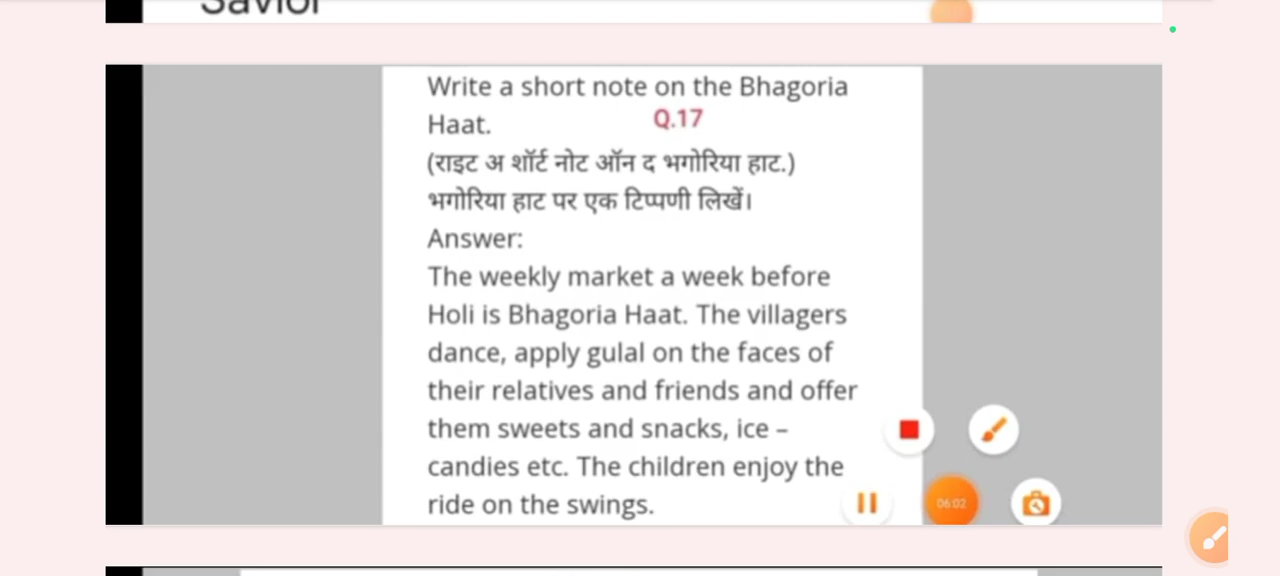 Savior
Write a short note on the Bhagoria
Haat.
Q.17
(राइट अ शॉर्ट नोट ऑन द भगोरिया हाट.)
भगोरिया हाट पर एक टिप्पणी लिखें।
Answer:
The weekly market a week before
Holi is Bhagoria Haat. The villagers
dance, apply gulal on the faces of
their relatives and friends and offer
them sweets and snacks, ice –
candies etc. The children enjoy the
ride on the swings.
06:02